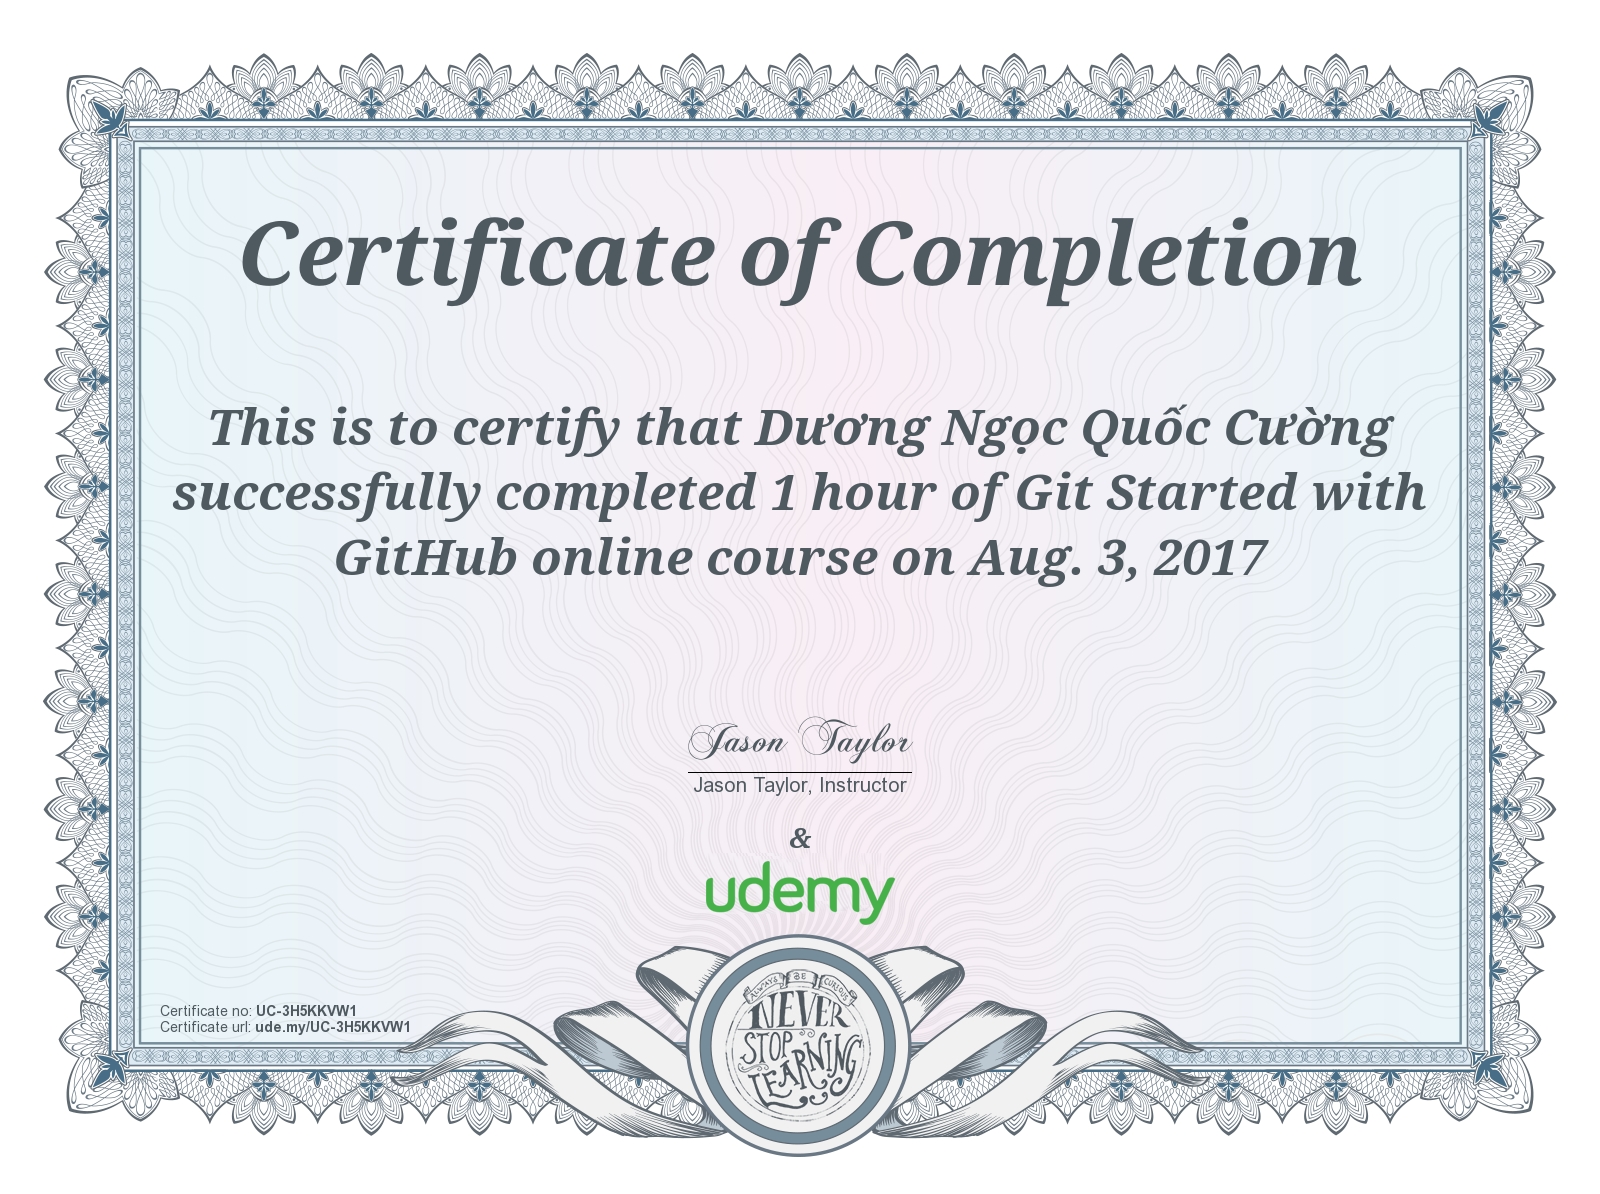 Certificate of Completion
This is to certify that Dương Ngọc Quốc Cường
successfully completed 1 hour of Git Started with
GitHub online course on Aug. 3, 2017
Jason Taylor
Jason Taylor, Instructor
&
udemy
Certificate no: UC-3H5KKVW1
Certificate url: ude.my/UC-3H5KKVW1
ALWAYS BE CURIOUS
NEVER
STOP
LEARNING